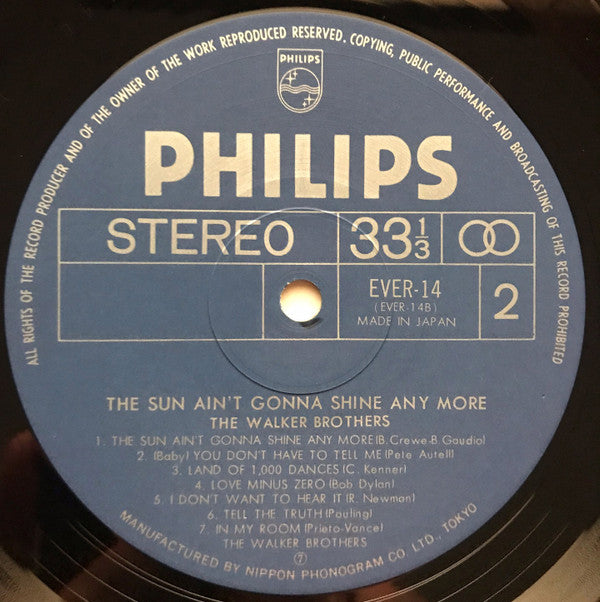 ALL RIGHTS OF THE RECORD PRODUCER AND OF THE OWNER OF THE WORK REPRODUCED RESERVED. COPYING, PUBLIC PERFORMANCE AND BROADCASTING OF THIS RECORD PROHIBITED
PHILIPS
PHILIPS
STEREO 33 1/3
EVER-14
(EVER-14B)
MADE IN JAPAN
2
THE SUN AIN'T GONNA SHINE ANY MORE
THE WALKER BROTHERS
1. THE SUN AIN'T GONNA SHINE ANY MORE(B. Crewe-B. Gaudio)
2. (Baby) YOU DON'T HAVE TO TELL ME(Pete Autell)
3. LAND OF 1,000 DANCES(C. Kenner)
4. LOVE MINUS ZERO(Bob Dylan)
5. I DON'T WANT TO HEAR IT(R. Newman)
6. TELL THE TRUTH(Pauling)
7. IN MY ROOM(Prieto-Vance)
THE WALKER BROTHERS
7
MANUFACTURED BY NIPPON PHONOGRAM CO LTD., TOKYO